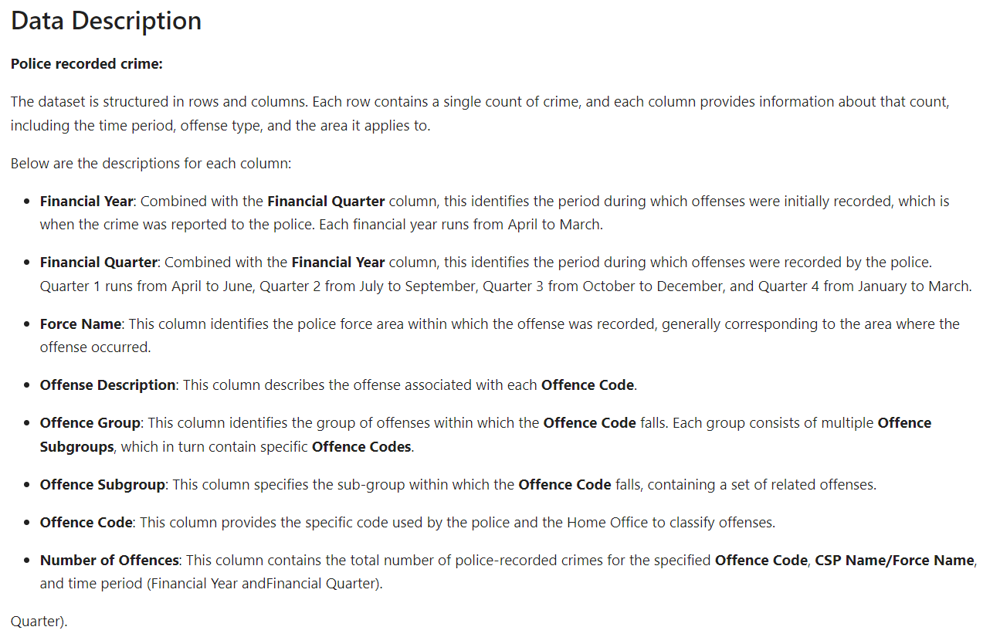 Data Description
Police recorded crime:
The dataset is structured in rows and columns. Each row contains a single count of crime, and each column provides information about that count,
including the time period, offense type, and the area it applies to.
Below are the descriptions for each column:
• Financial Year: Combined with the Financial Quarter column, this identifies the period during which offenses were initially recorded, which is
when the crime was reported to the police. Each financial year runs from April to March.
• Financial Quarter: Combined with the Financial Year column, this identifies the period during which offenses were recorded by the police.
Quarter 1 runs from April to June, Quarter 2 from July to September, Quarter 3 from October to December, and Quarter 4 from January to March.
• Force Name: This column identifies the police force area within which the offense was recorded, generally corresponding to the area where the
offense occurred.
• Offense Description: This column describes the offense associated with each Offence Code.
• Offence Group: This column identifies the group of offenses within which the Offence Code falls. Each group consists of multiple Offence
Subgroups, which in turn contain specific Offence Codes.
• Offence Subgroup: This column specifies the sub-group within which the Offence Code falls, containing a set of related offenses.
• Offence Code: This column provides the specific code used by the police and the Home Office to classify offenses.
• Number of Offences: This column contains the total number of police-recorded crimes for the specified Offence Code, CSP Name/Force Name,
and time period (Financial Year andFinancial Quarter).
Quarter).